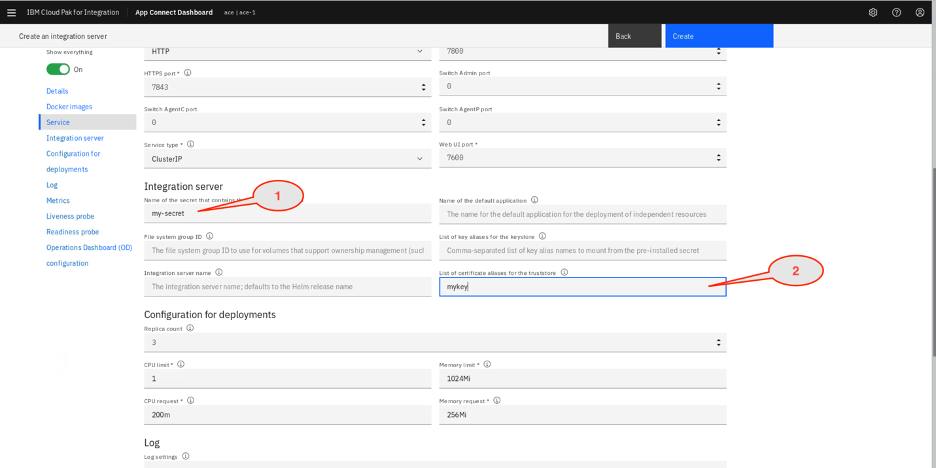 IBM Cloud Pak for Integration App Connect Dashboard ace | ace-1
Create an integration server Back Create
Show everything
On
Details
Docker images
Service
Integration server
Configuration for
deployments
Log
Metrics
Liveness probe
Readiness probe
Operations Dashboard (OD)
configuration
HTTP 7800
HTTPS port * Switch Admin port
7843 0
Switch AgentC port Switch AgentP port
0 0
Service type * Web UI port *
ClusterIP 7600
Integration server
Name of the secret that contains Name of the default application
my-secret The name for the default application for the deployment of independent resources
1
File system group ID List of key aliases for the keystore
The file system group ID to use for volumes that support ownership management (suc Comma-separated list of key alias names to mount from the pre-installed secret
Integration server name List of certificate aliases for the truststore
The integration server name; defaults to the Helm release name mykey
2
Configuration for deployments
Replica count
3
CPU limit * Memory limit *
1 1024Mi
CPU request * Memory request *
200m 256Mi
Log
Log settings